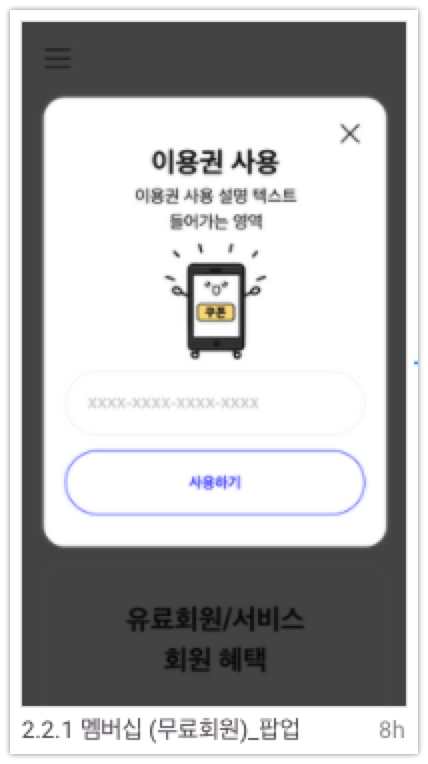 이용권 사용
이용권 사용 설명 텍스트
들어가는 영역
쿠폰
XXXX-XXXX-XXXX-XXXX
사용하기
유료회원/서비스
회원 혜택
2.2.1 멤버십 (무료회원)_팝업 8h